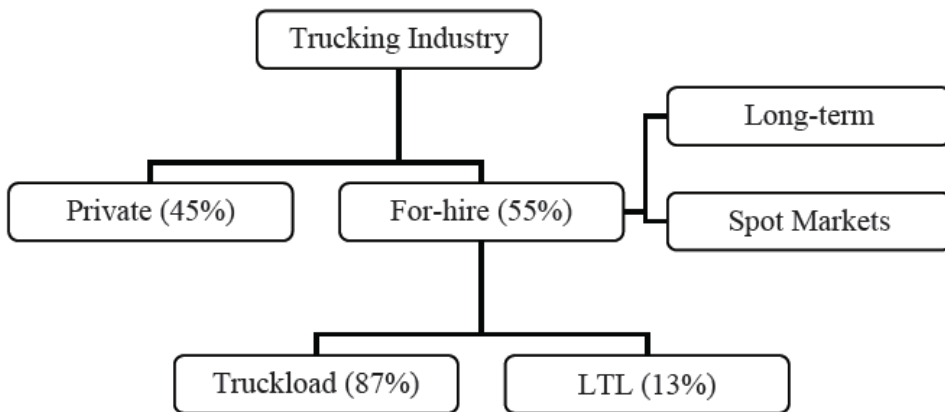 Trucking Industry
Long-term
Private (45%)
For-hire (55%)
Spot Markets
Truckload (87%)
LTL (13%)